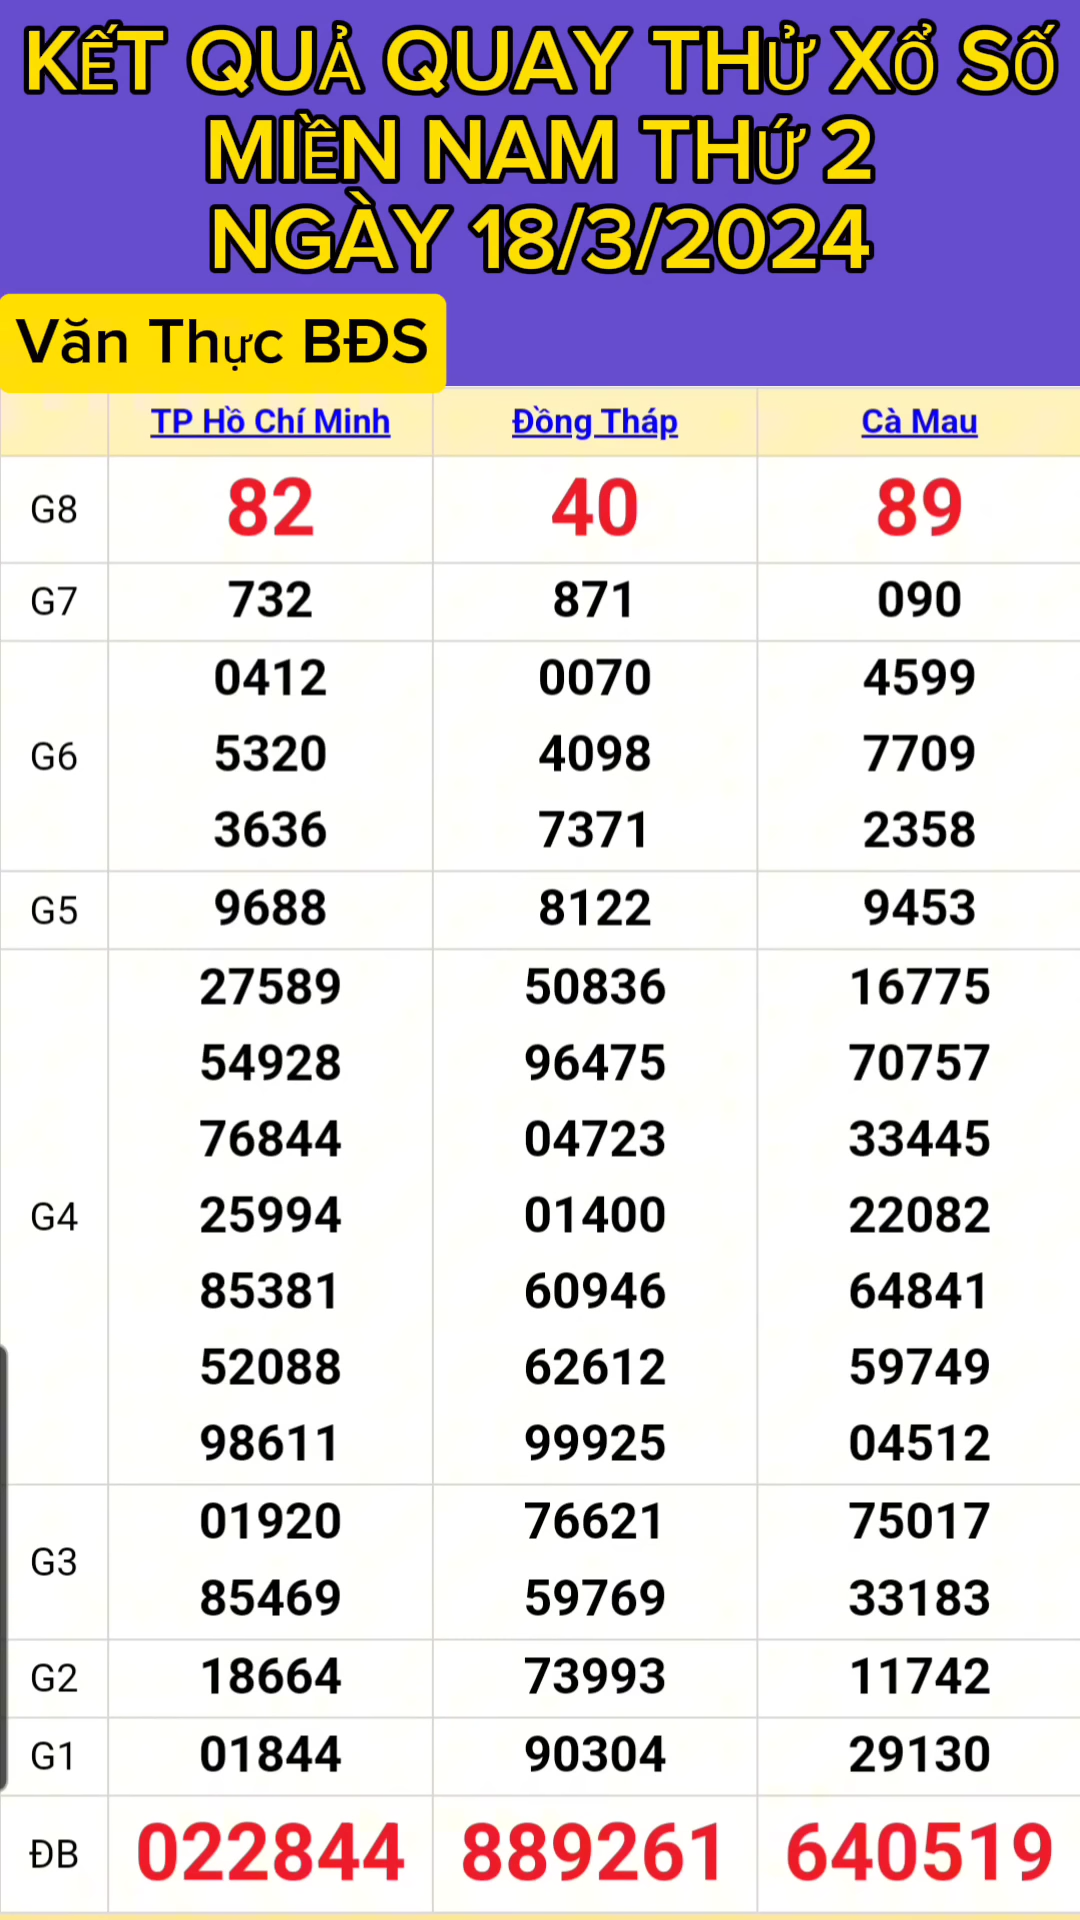 KẾT QUẢ QUAY THỬ XỔ SỐ
MIỀN NAM THỨ 2
NGÀY 18/3/2024
Văn Thực BĐS
TP Hồ Chí Minh Đồng Tháp Cà Mau
G8 82 40 89
G7 732 871 090
0412 0070 4599
G6 5320 4098 7709
3636 7371 2358
G5 9688 8122 9453
27589 50836 16775
54928 96475 70757
76844 04723 33445
G4 25994 01400 22082
85381 60946 64841
52088 62612 59749
98611 99925 04512
G3
01920 76621 75017
85469 59769 33183
G2 18664 73993 11742
G1 01844 90304 29130
ĐB 022844 889261 640519